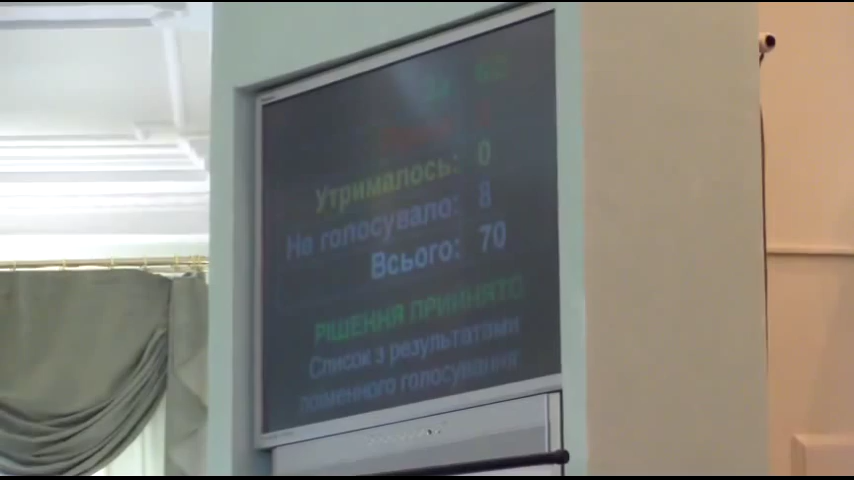 Утрималось: 0
Не голосувало: 8
Всього: 70
РІШЕННЯ ПРИЙНЯТО
Список з результатами
поіменного голосування